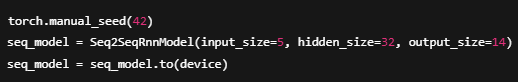 torch.manual_seed(42)
seq_model = Seq2SeqRnnModel(input_size=5, hidden_size=32, output_size=14)
seq_model = seq_model.to(device)